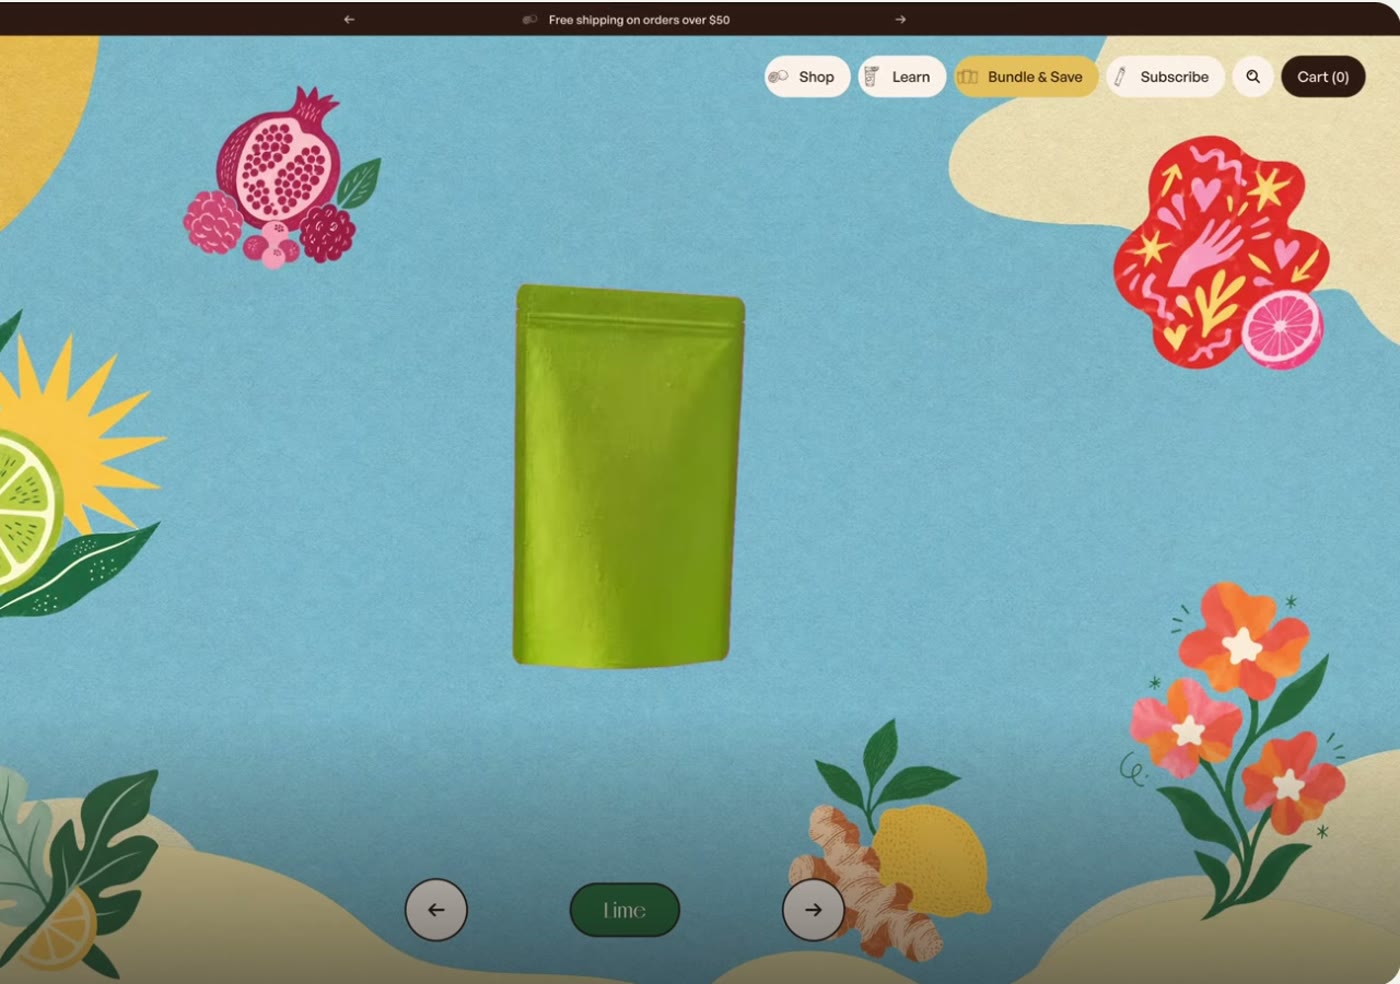 Free shipping on orders over $50
Shop
Learn
Bundle & Save
Subscribe
Cart (0)
Lime